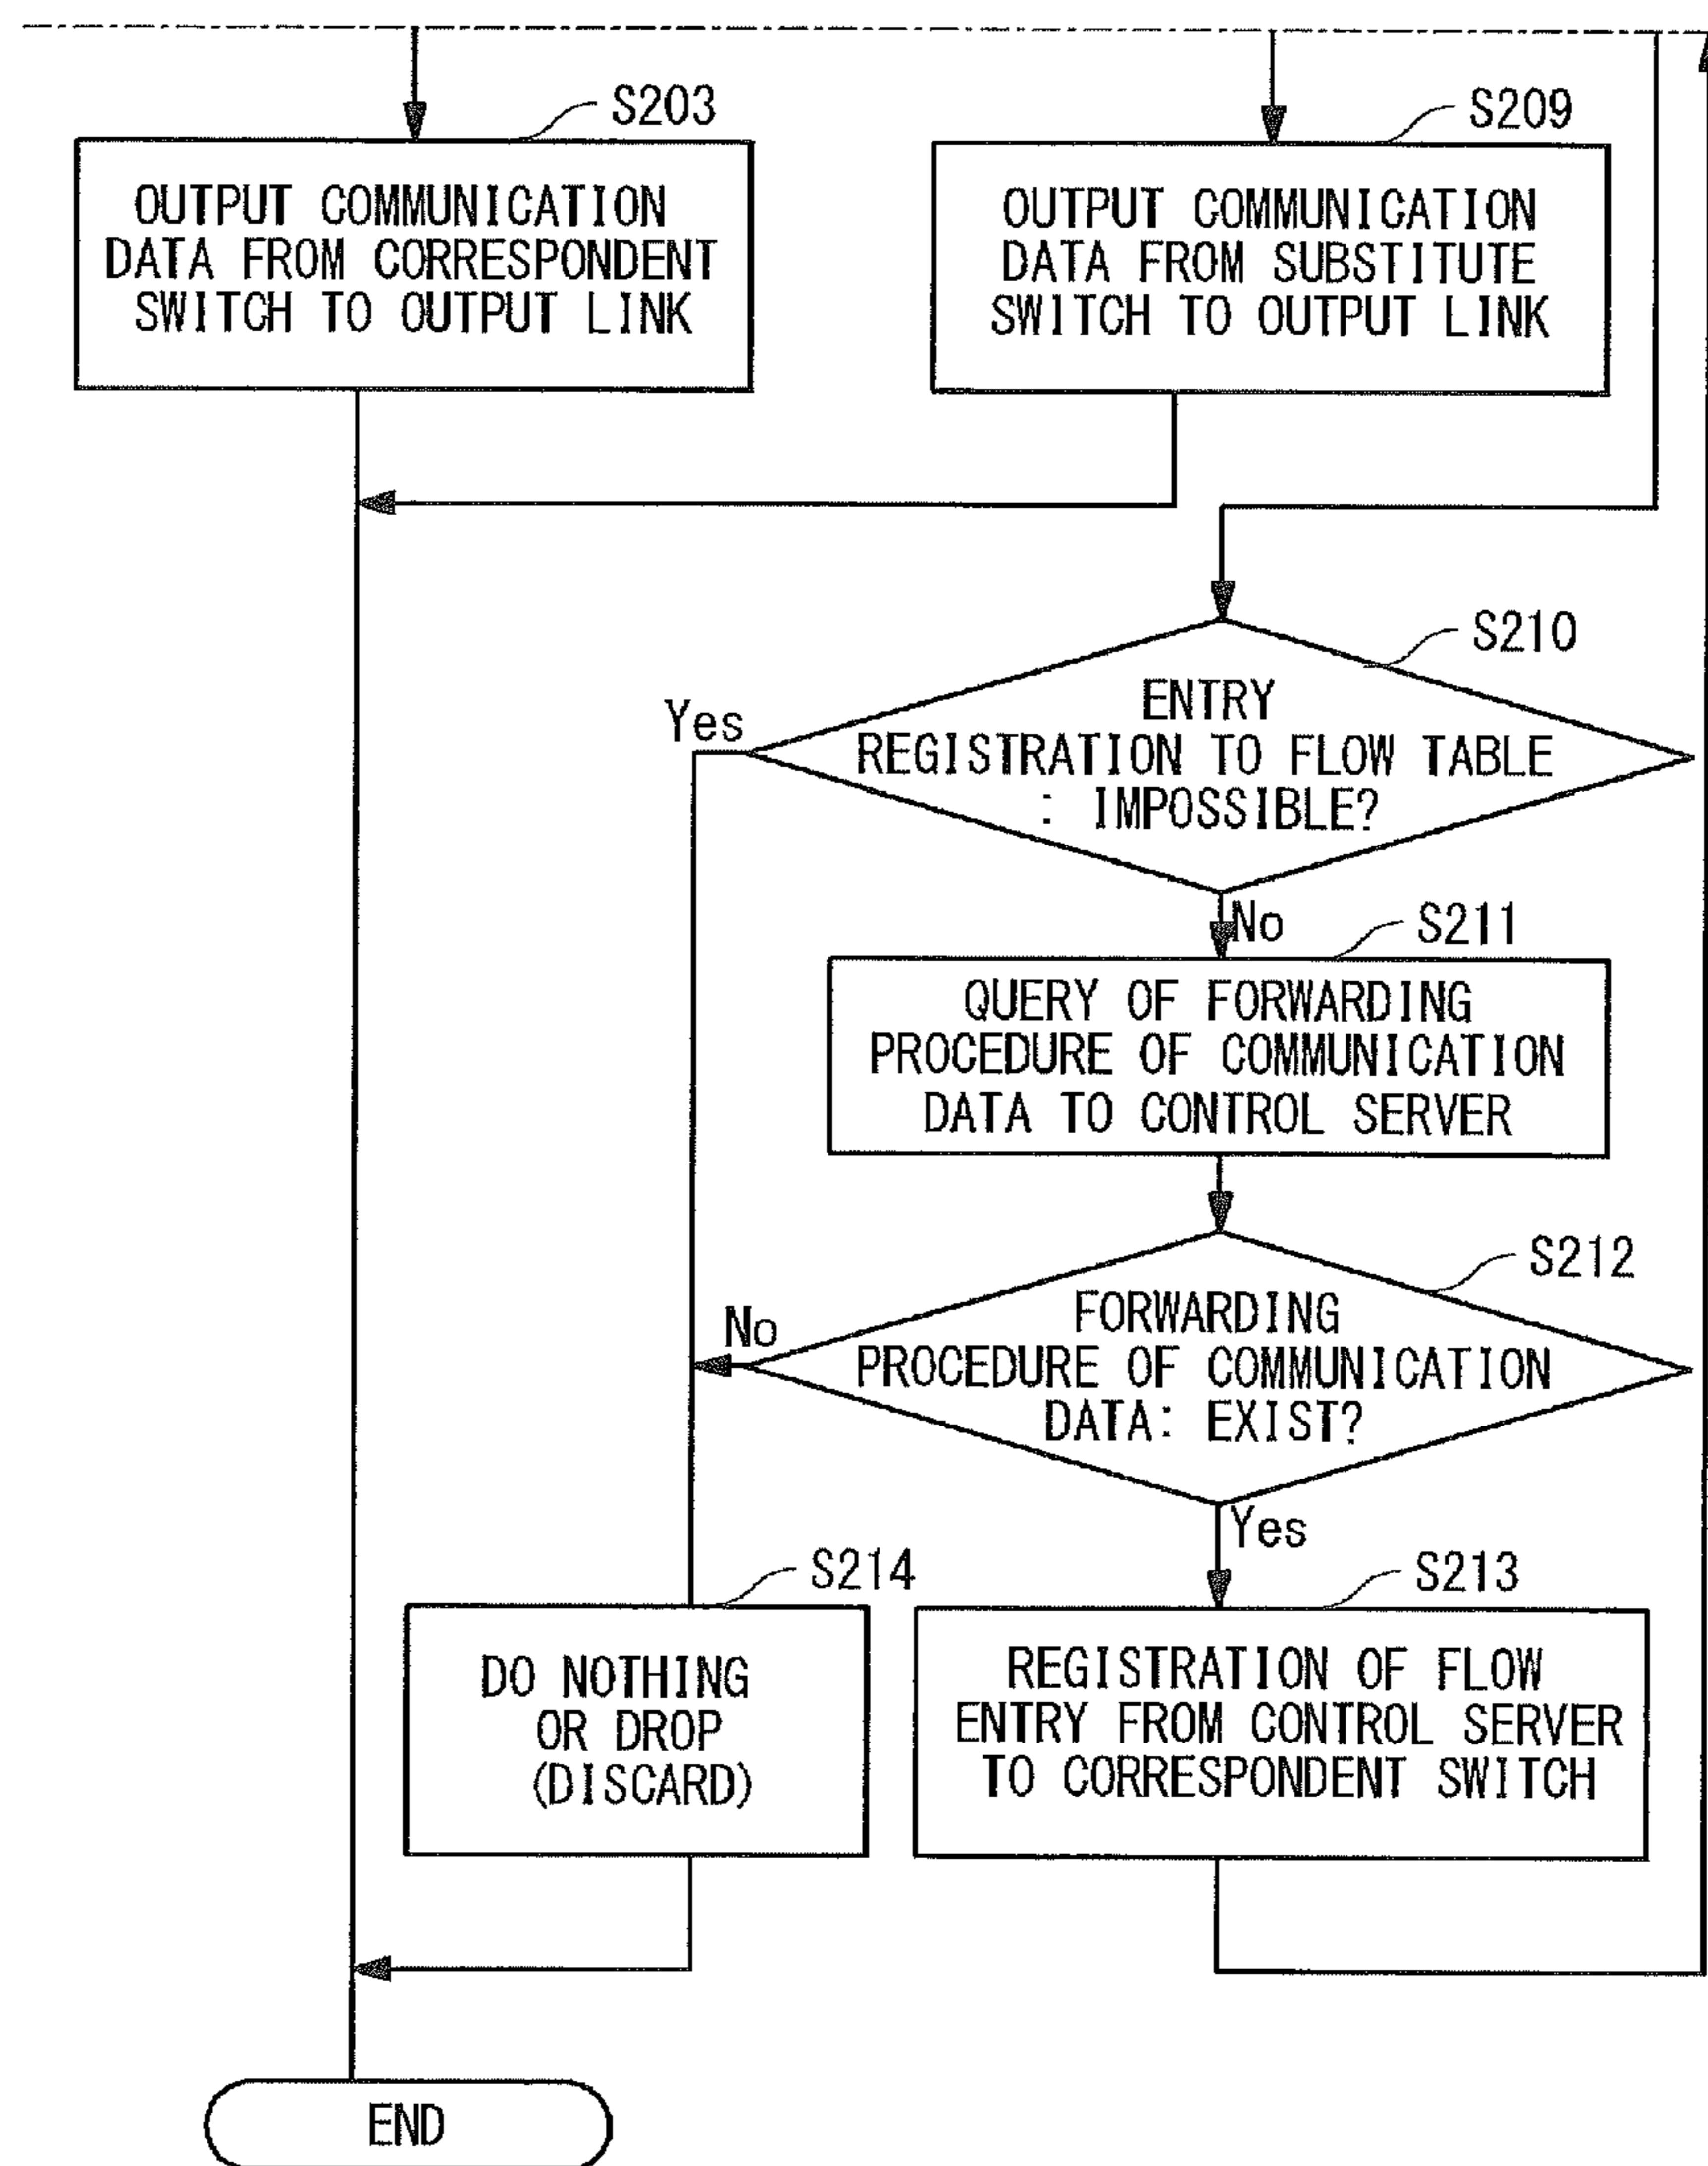 S203
OUTPUT COMMUNICATION
DATA FROM CORRESPONDENT
SWITCH TO OUTPUT LINK
S209
OUTPUT COMMUNICATION
DATA FROM SUBSTITUTE
SWITCH TO OUTPUT LINK
S210
ENTRY
REGISTRATION TO FLOW TABLE
: IMPOSSIBLE?
Yes
No
S211
QUERY OF FORWARDING
PROCEDURE OF COMMUNICATION
DATA TO CONTROL SERVER
S212
FORWARDING
PROCEDURE OF COMMUNICATION
DATA: EXIST?
No
Yes
S214
DO NOTHING
OR DROP
(DISCARD)
S213
REGISTRATION OF FLOW
ENTRY FROM CONTROL SERVER
TO CORRESPONDENT SWITCH
END